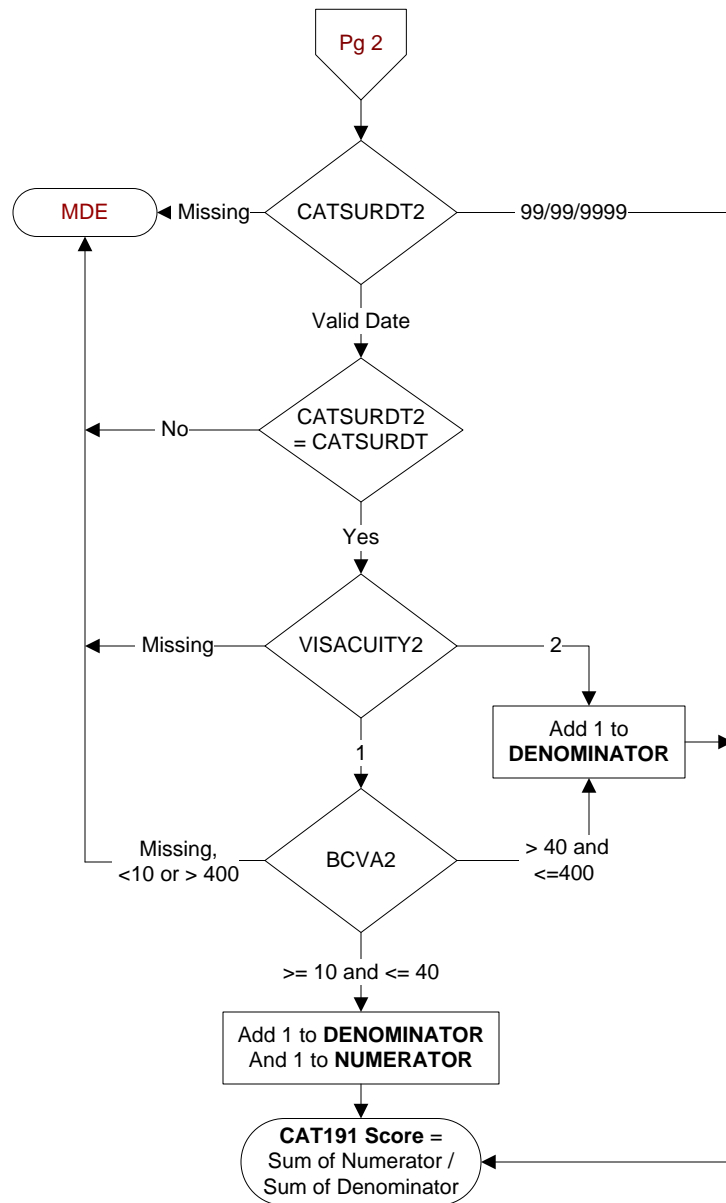 Pg 2
CATSURDT2
Missing
MDE
99/99/9999
Valid Date
CATSURDT2
= CATSURDT
No
Yes
VISACUITY2
Missing
2
Add 1 to
DENOMINATOR
1
BCVA2
Missing,
<10 or > 400
> 40 and
<=400
>= 10 and <= 40
Add 1 to DENOMINATOR
And 1 to NUMERATOR
CAT191 Score =
Sum of Numerator /
Sum of Denominator